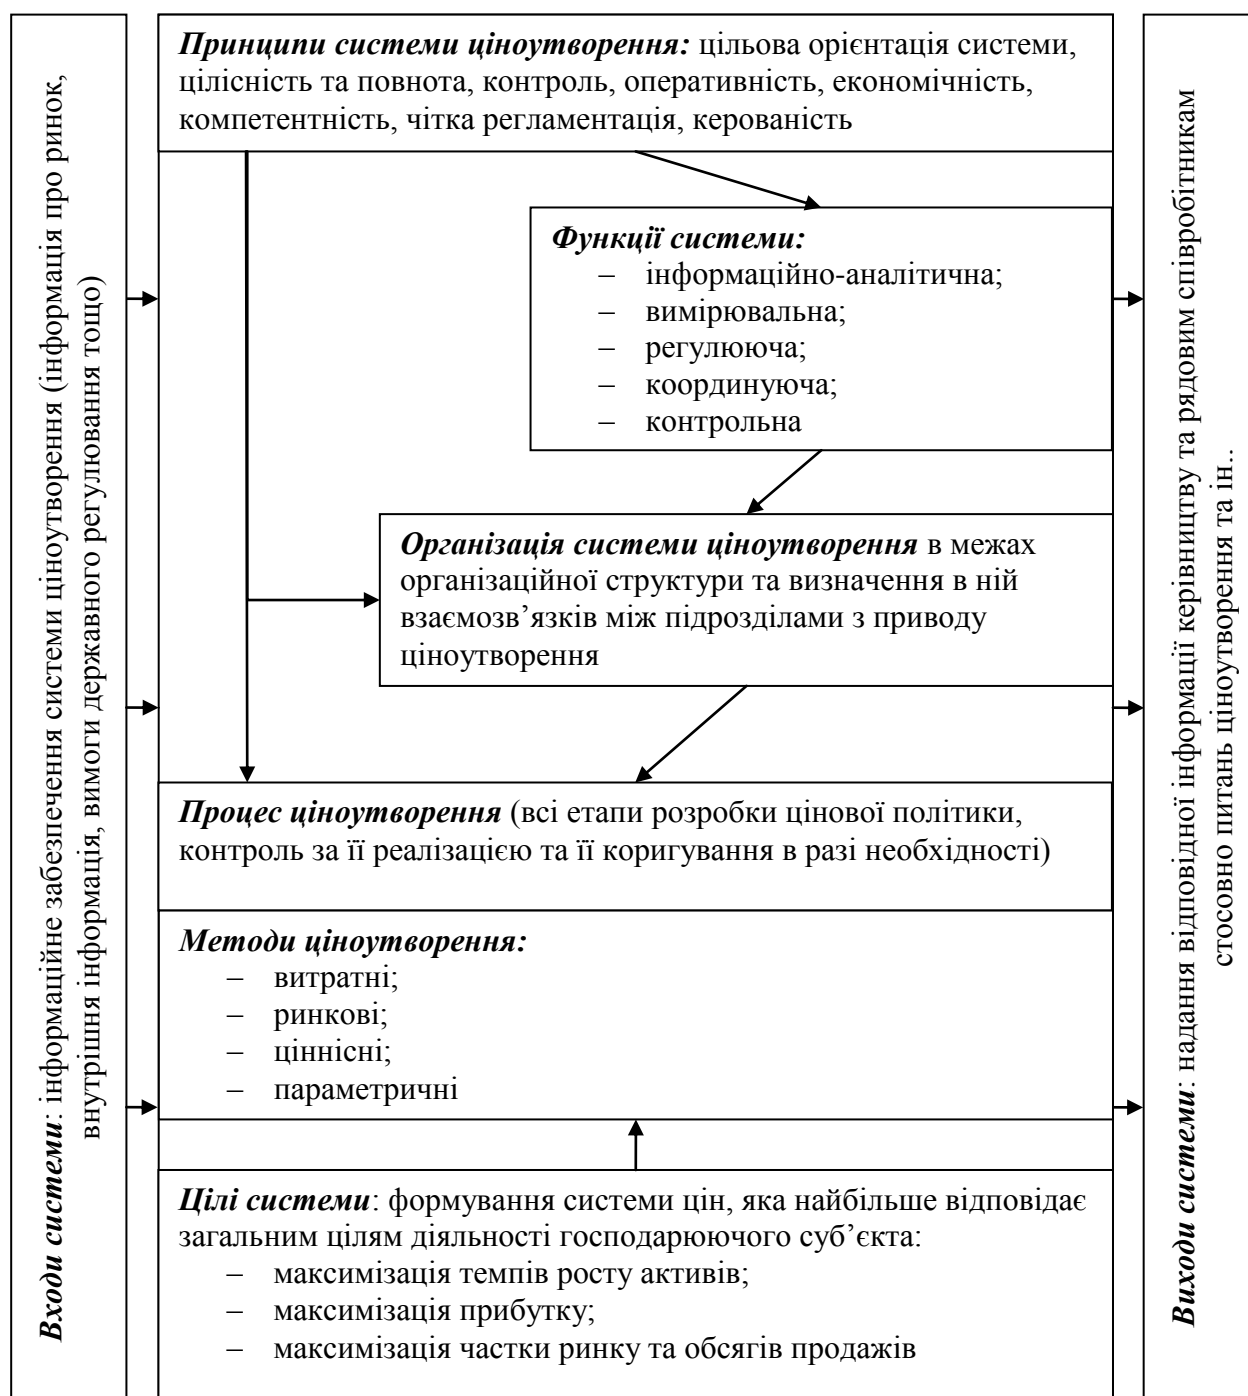 Входи системи: інформаційне забезпечення системи ціноутворення (інформація про ринок,
внутрішня інформація, вимоги державного регулювання тощо)
Принципи системи ціноутворення: цільова орієнтація системи,
цілісність та повнота, контроль, оперативність, економічність,
компетентність, чітка регламентація, керованість
Функції системи:
– інформаційно-аналітична;
– вимірювальна;
– регулююча;
– координуюча;
– контрольна
Організація системи ціноутворення в межах
організаційної структури та визначення в ній
взаємозв’язків між підрозділами з приводу
ціноутворення
Процес ціноутворення (всі етапи розробки цінової політики,
контроль за її реалізацією та її коригування в разі необхідності)
Методи ціноутворення:
– витратні;
– ринкові;
– ціннісні;
– параметричні
Цілі системи: формування системи цін, яка найбільше відповідає
загальним цілям діяльності господарюючого суб’єкта:
– максимізація темпів росту активів;
– максимізація прибутку;
– максимізація частки ринку та обсягів продажів
Виходи системи: надання відповідної інформації керівництву та рядовим співробітникам
стосовно питань ціноутворення та ін..